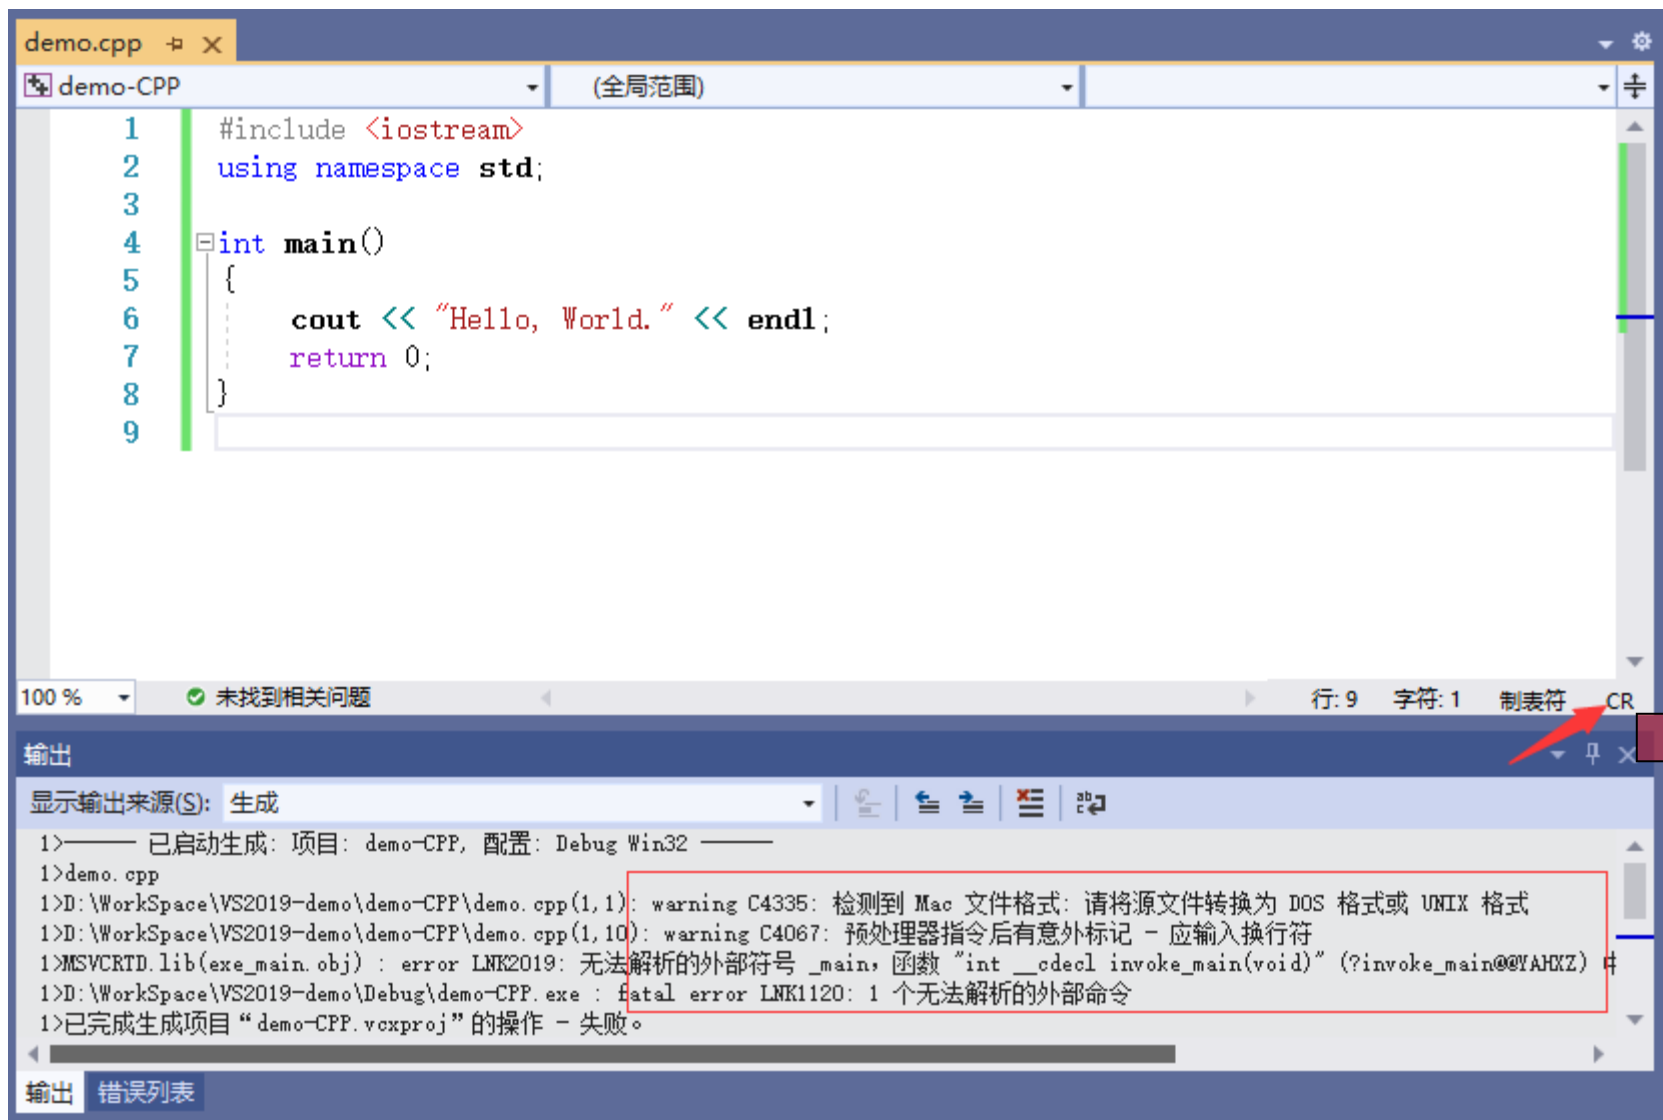 demo.cpp
demo-CPP (全局范围)
1 #include <iostream>
2 using namespace std;
3
4 int main()
5 {
6 cout << "Hello, World." << endl;
7 return 0;
8 }
9
100 % 未找到相关问题 行: 9 字符: 1 制表符 CR
输出
显示输出来源(S): 生成
1>—— 已启动生成: 项目: demo-CPP, 配置: Debug Win32 ——
1>demo.cpp
1>D:\WorkSpace\VS2019-demo\demo-CPP\demo.cpp(1,1): warning C4335: 检测到 Mac 文件格式: 请将源文件转换为 DOS 格式或 UNIX 格式
1>D:\WorkSpace\VS2019-demo\demo-CPP\demo.cpp(1,10): warning C4067: 预处理器指令后有意外标记 - 应输入换行符
1>MSVCRTD.lib(exe_main.obj) : error LNK2019: 无法解析的外部符号 _main，函数 "int __cdecl invoke_main(void)" (?invoke_main@@YAHXZ)
1>D:\WorkSpace\VS2019-demo\Debug\demo-CPP.exe : fatal error LNK1120: 1 个无法解析的外部命令
1>已完成生成项目“demo-CPP.vcxproj”的操作 - 失败。
输出 错误列表